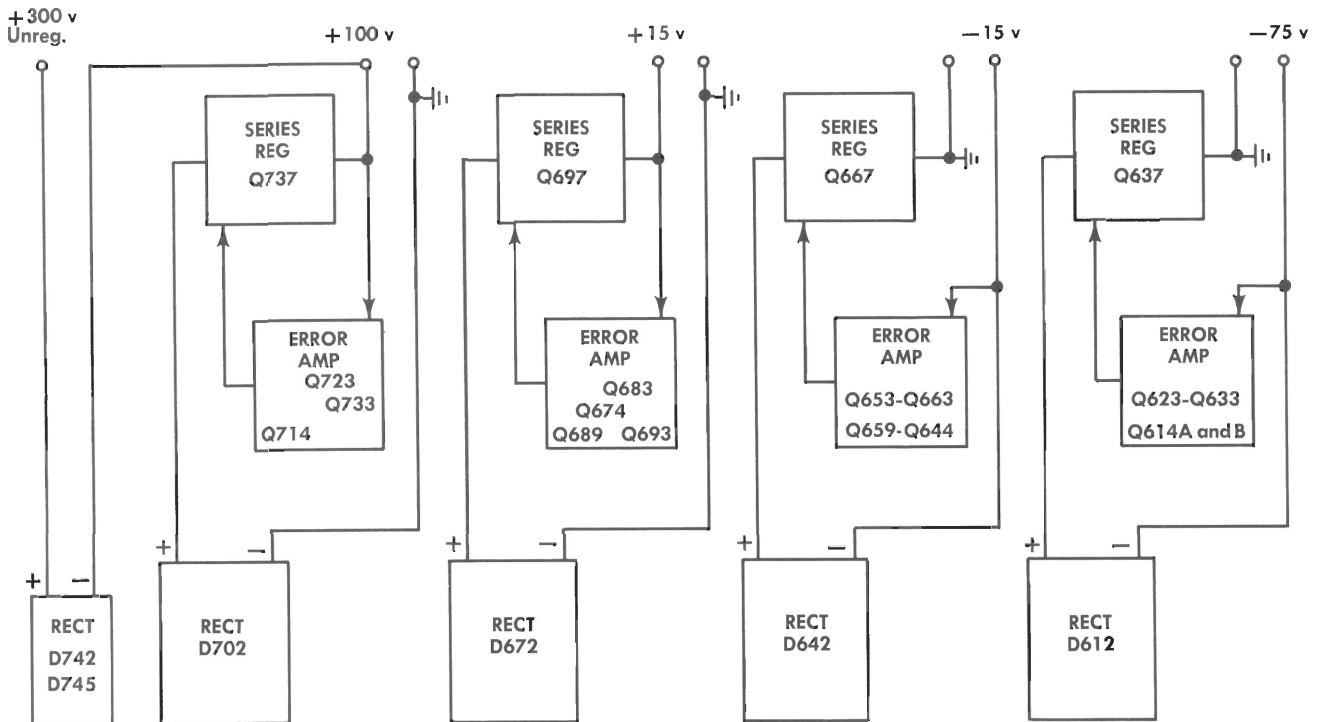 +300 v
Unreg.
+100 v
+15 v
−15 v
−75 v
SERIES
REG
Q737
SERIES
REG
Q697
SERIES
REG
Q667
SERIES
REG
Q637
ERROR
AMP
Q723
Q733
Q714
ERROR
AMP
Q683
Q674
Q689 Q693
ERROR
AMP
Q653-Q663
Q659-Q644
ERROR
AMP
Q623-Q633
Q614A and B
+ −
+ −
+ −
+ −
+ −
RECT
D742
D745
RECT
D702
RECT
D672
RECT
D642
RECT
D612